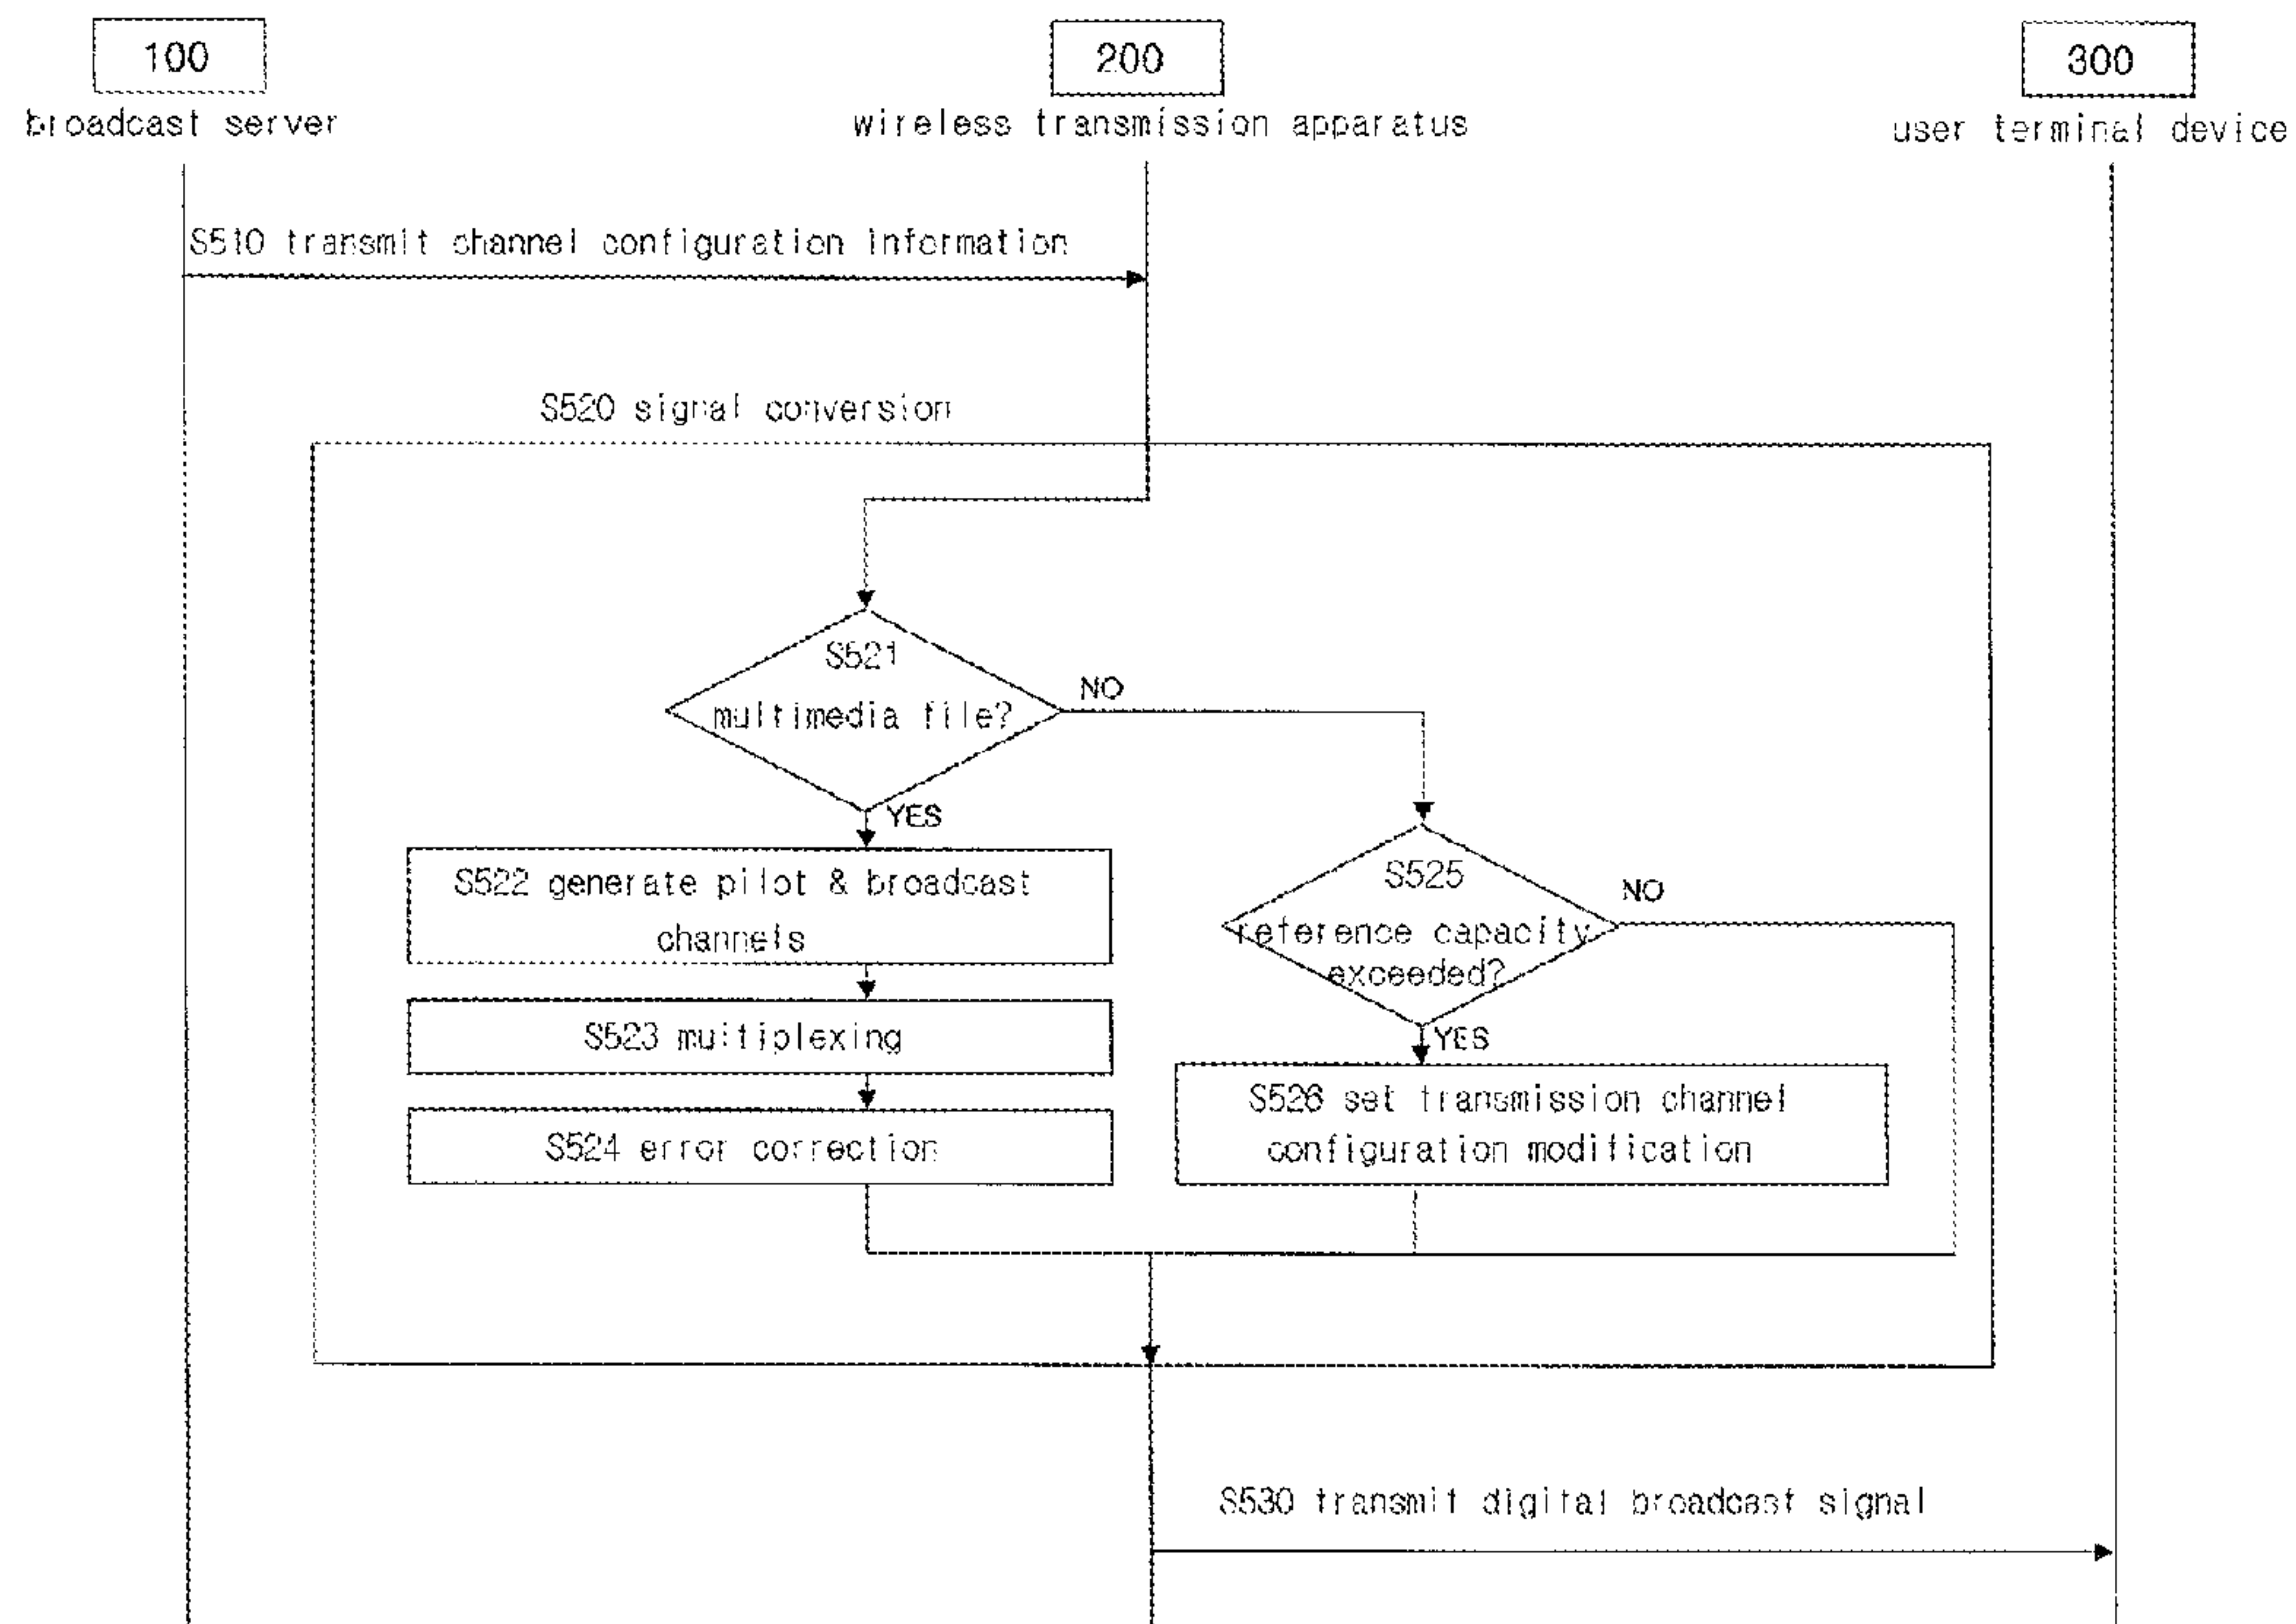 100
200
300
broadcast server
wireless transmission apparatus
user terminal device
S510 transmit channel configuration information
S520 signal conversion
S521
multimedia file?
NO
YES
S522 generate pilot & broadcast
channels
S523 multiplexing
S524 error correction
S525
reference capacity
exceeded?
NO
YES
S526 set transmission channel
configuration modification
S530 transmit digital broadcast signal